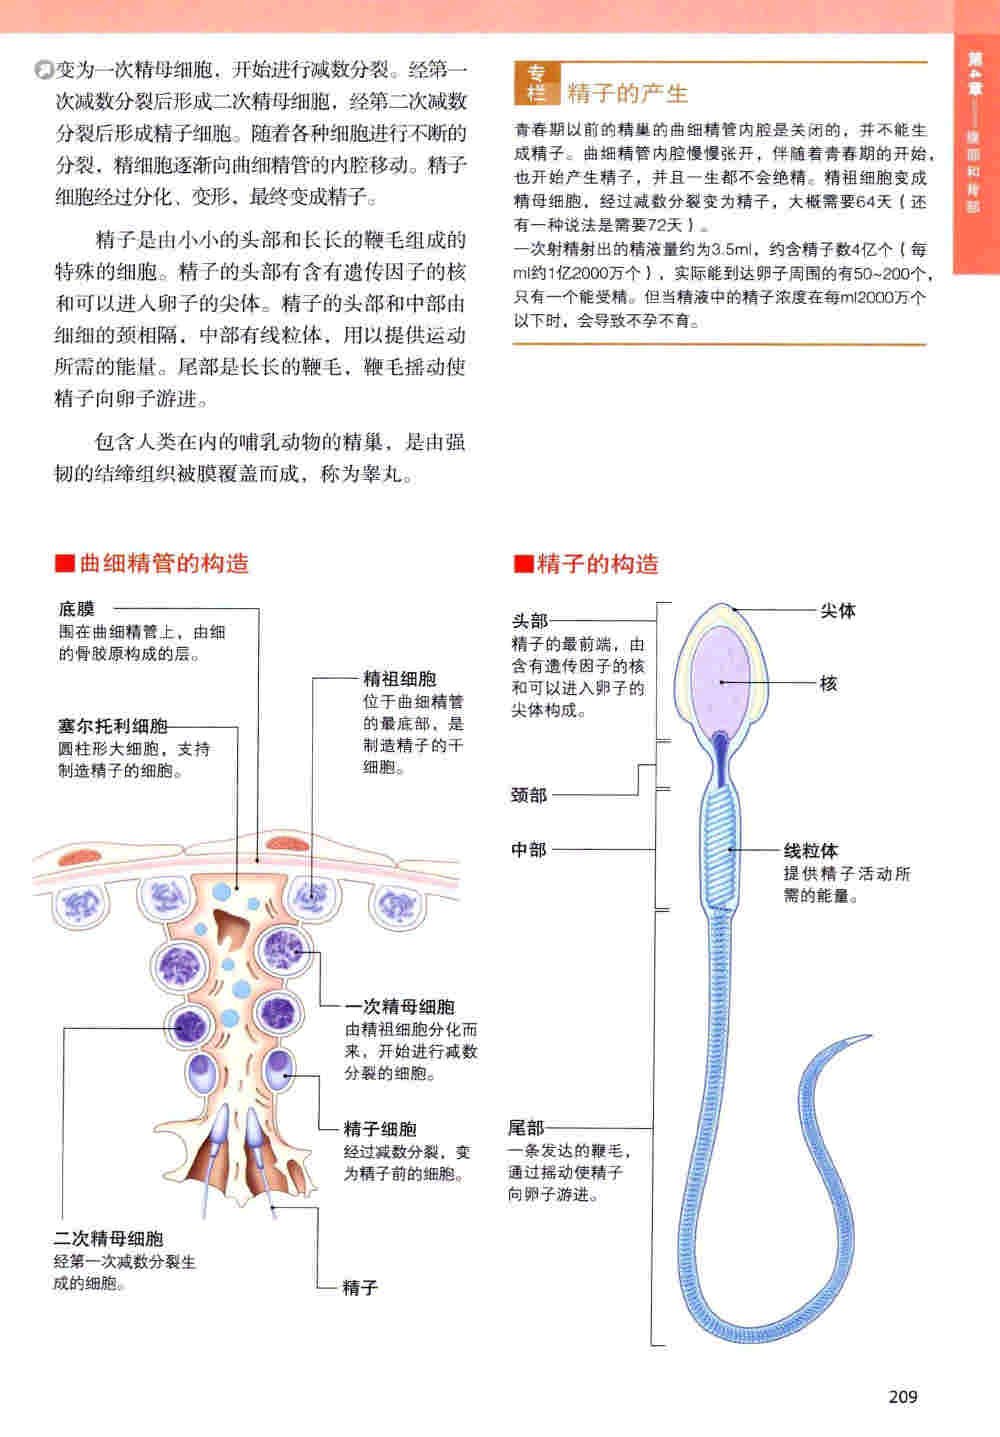 变为一次精母细胞，开始进行减数分裂。经第一
次减数分裂后形成二次精母细胞，经第二次减数
分裂后形成精子细胞。随着各种细胞进行不断的
分裂，精细胞逐渐向曲细精管的内腔移动。精子
细胞经过分化、变形，最终变成精子。
精子是由小小的头部和长长的鞭毛组成的
特殊的细胞。精子的头部有含有遗传因子的核
和可以进入卵子的尖体。精子的头部和中部由
细细的颈相隔，中部有线粒体，用以提供运动
所需的能量。尾部是长长的鞭毛，鞭毛摇动使
精子向卵子游进。
包含人类在内的哺乳动物的精巢，是由强
韧的结缔组织被膜覆盖而成，称为睾丸。
专栏
精子的产生
青春期以前的精巢的曲细精管内腔是关闭的，并不能生
成精子。曲细精管内腔慢慢张开，伴随着青春期的开始，
也开始产生精子，并且一生都不会绝精。精祖细胞变成
精母细胞，经过减数分裂变为精子，大概需要64天（还
有一种说法是需要72天）。
一次射精射出的精液量约为3.5ml，约含精子数4亿个（每
ml约1亿2000万个），实际能到达卵子周围的有50~200个，
只有一个能受精。但当精液中的精子浓度在每ml2000万个
以下时，会导致不孕不育。
第4章——腹部和背部
■曲细精管的构造
底膜
围在曲细精管上，由细
的骨胶原构成的层。
塞尔托利细胞
圆柱形大细胞，支持
制造精子的细胞。
精祖细胞
位于曲细精管
的最底部，是
制造精子的干
细胞。
一次精母细胞
由精祖细胞分化而
来，开始进行减数
分裂的细胞。
精子细胞
经过减数分裂，变
为精子前的细胞。
二次精母细胞
经第一次减数分裂生
成的细胞。
精子
■精子的构造
头部
精子的最前端，由
含有遗传因子的核
和可以进入卵子的
尖体构成。
尖体
核
颈部
中部
线粒体
提供精子活动所
需的能量。
尾部
一条发达的鞭毛，
通过摇动使精子
向卵子游进。
209